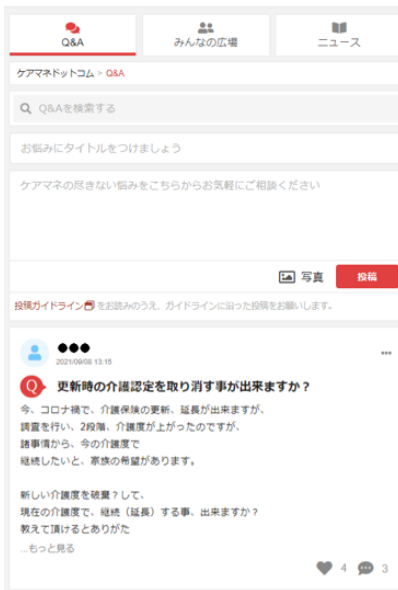 Q&A
みんなの広場
ニュース
ケアマネドットコム > Q&A
Q&Aを検索する
お悩みにタイトルをつけましょう
ケアマネの尽きない悩みをこちらからお気軽にご相談ください
写真
投稿
投稿ガイドライン をお読みのうえ、ガイドラインに沿った投稿をお願いします。
●●●
2021/09/08 13:15
Q 更新時の介護認定を取り消す事が出来ますか？
今、コロナ禍で、介護保険の更新、延長が出来ますが、
調査を行い、2段階、介護度が上がったのですが、
諸事情から、今の介護度で
継続したいと、家族の希望があります。
新しい介護度を破棄？して、
現在の介護度で、継続（延長）する事、出来ますか？
教えて頂けるとありがた
...もっと見る
4
3